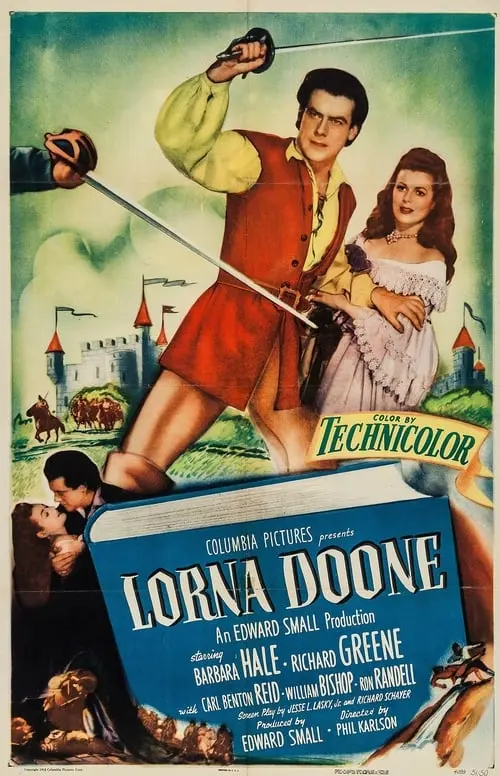 COLOR BY
TECHNICOLOR
COLUMBIA PICTURES presents
LORNA DOONE
An EDWARD SMALL Production
starring
BARBARA HALE • RICHARD GREENE
with CARL BENTON REID • WILLIAM BISHOP • RON RANDELL
Screen Play by JESSE L. LASKY, Jr. and RICHARD SCHAYER
Produced by
EDWARD SMALL •
Directed by
PHIL KARLSON